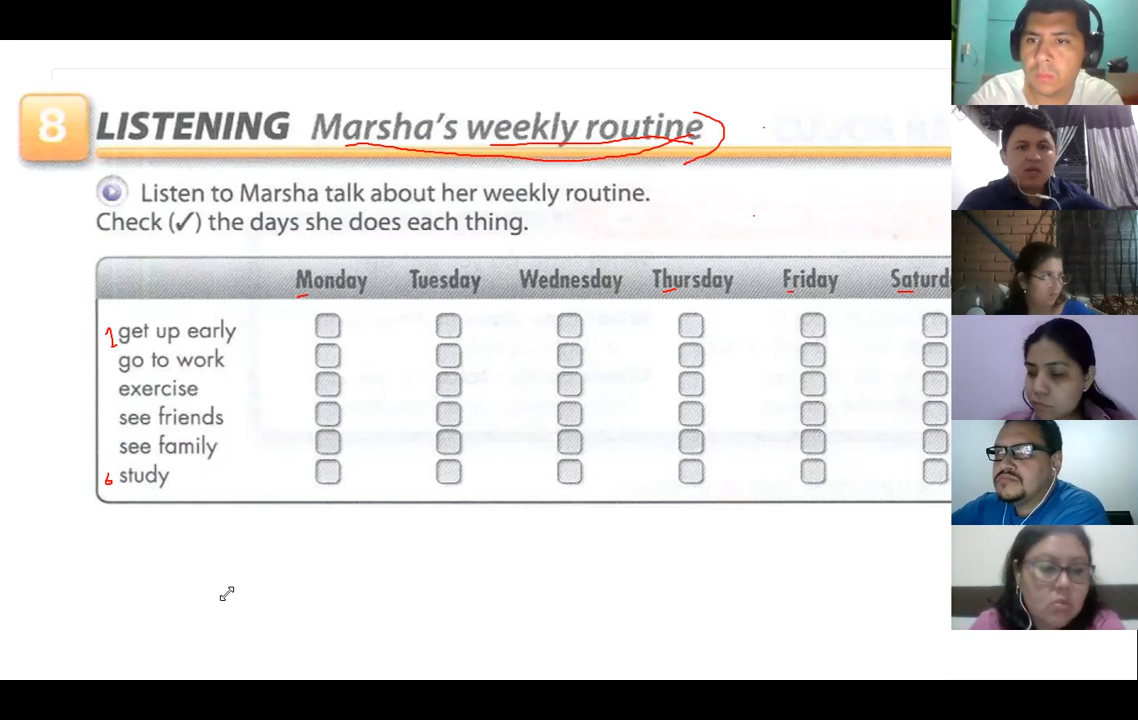 8 LISTENING Marsha's weekly routine
Listen to Marsha talk about her weekly routine.
Check (✓) the days she does each thing.
Monday Tuesday Wednesday Thursday Friday Saturd
1 get up early
go to work
exercise
see friends
see family
6 study